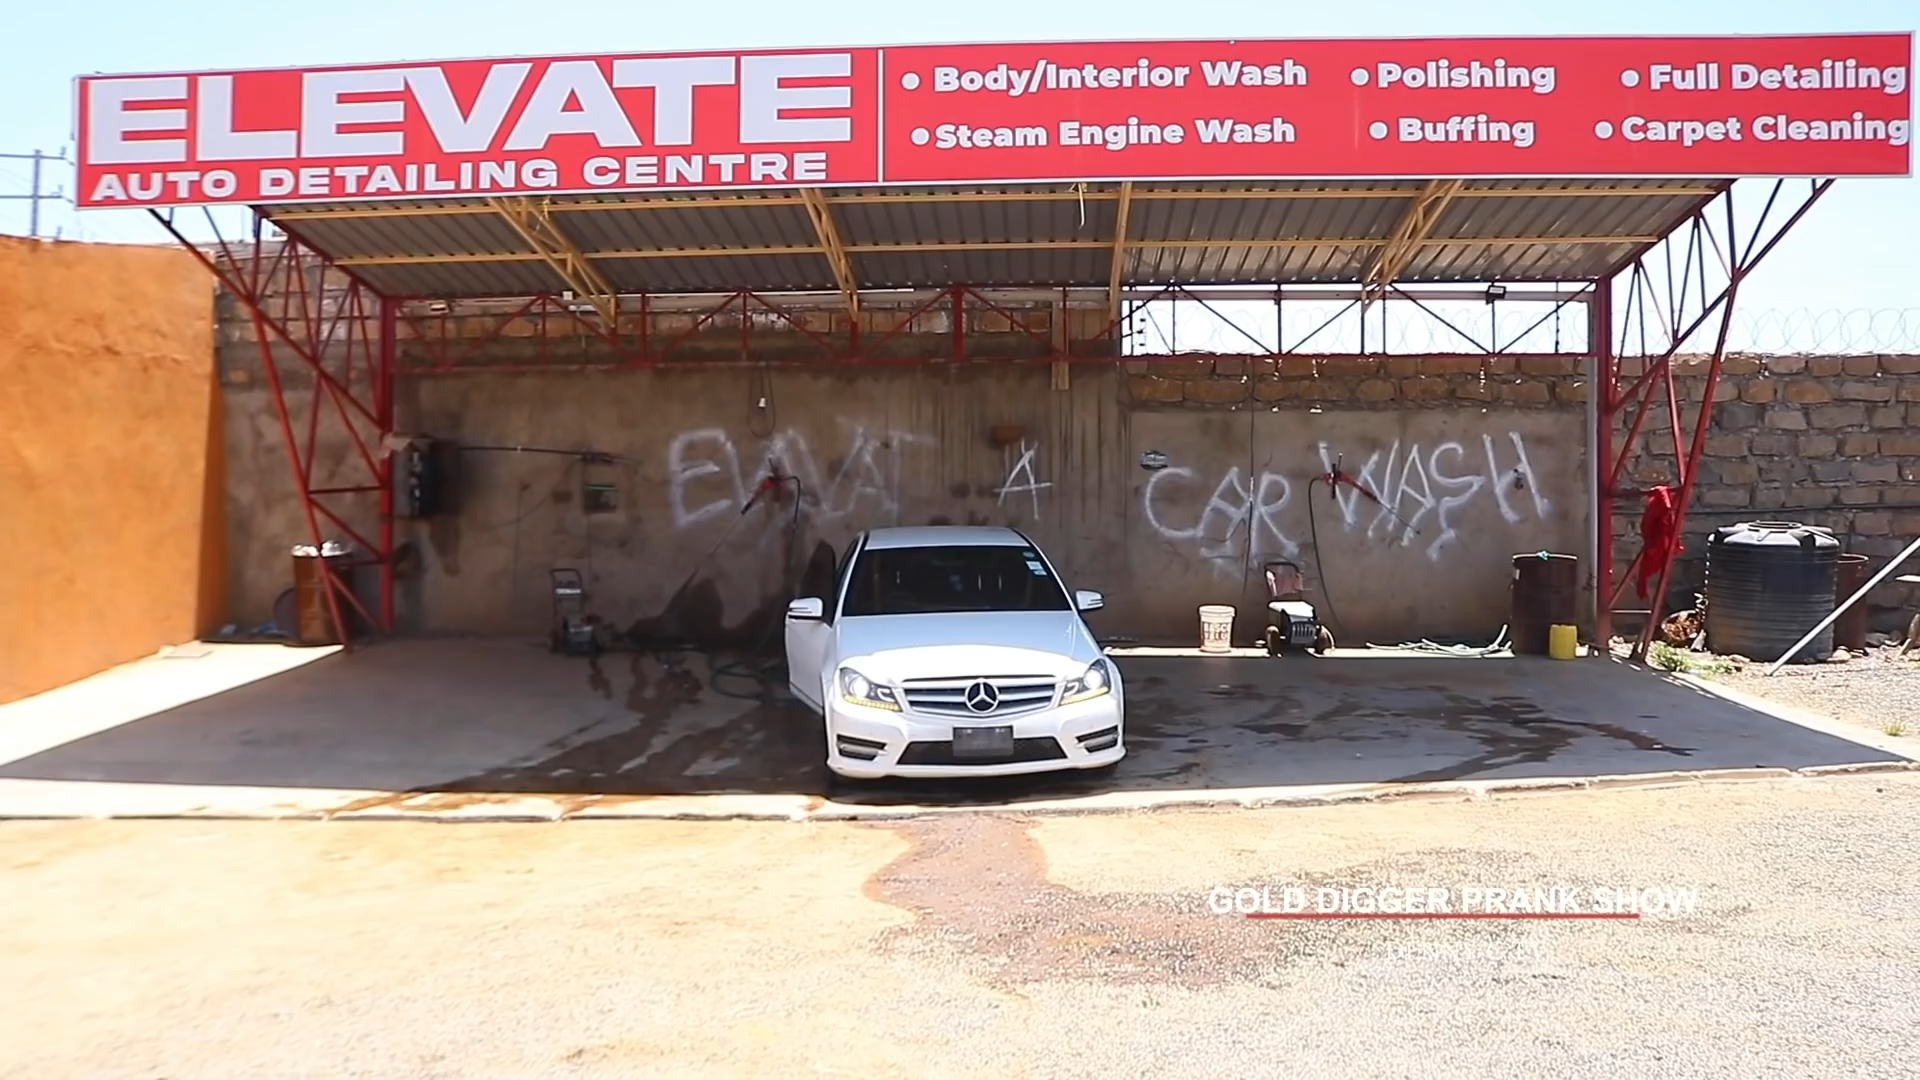 ELEVATE
AUTO DETAILING CENTRE
• Body/Interior Wash • Polishing • Full Detailing
• Steam Engine Wash • Buffing • Carpet Cleaning
A CAR WASH
GOLD DIGGER PRANK SHOW